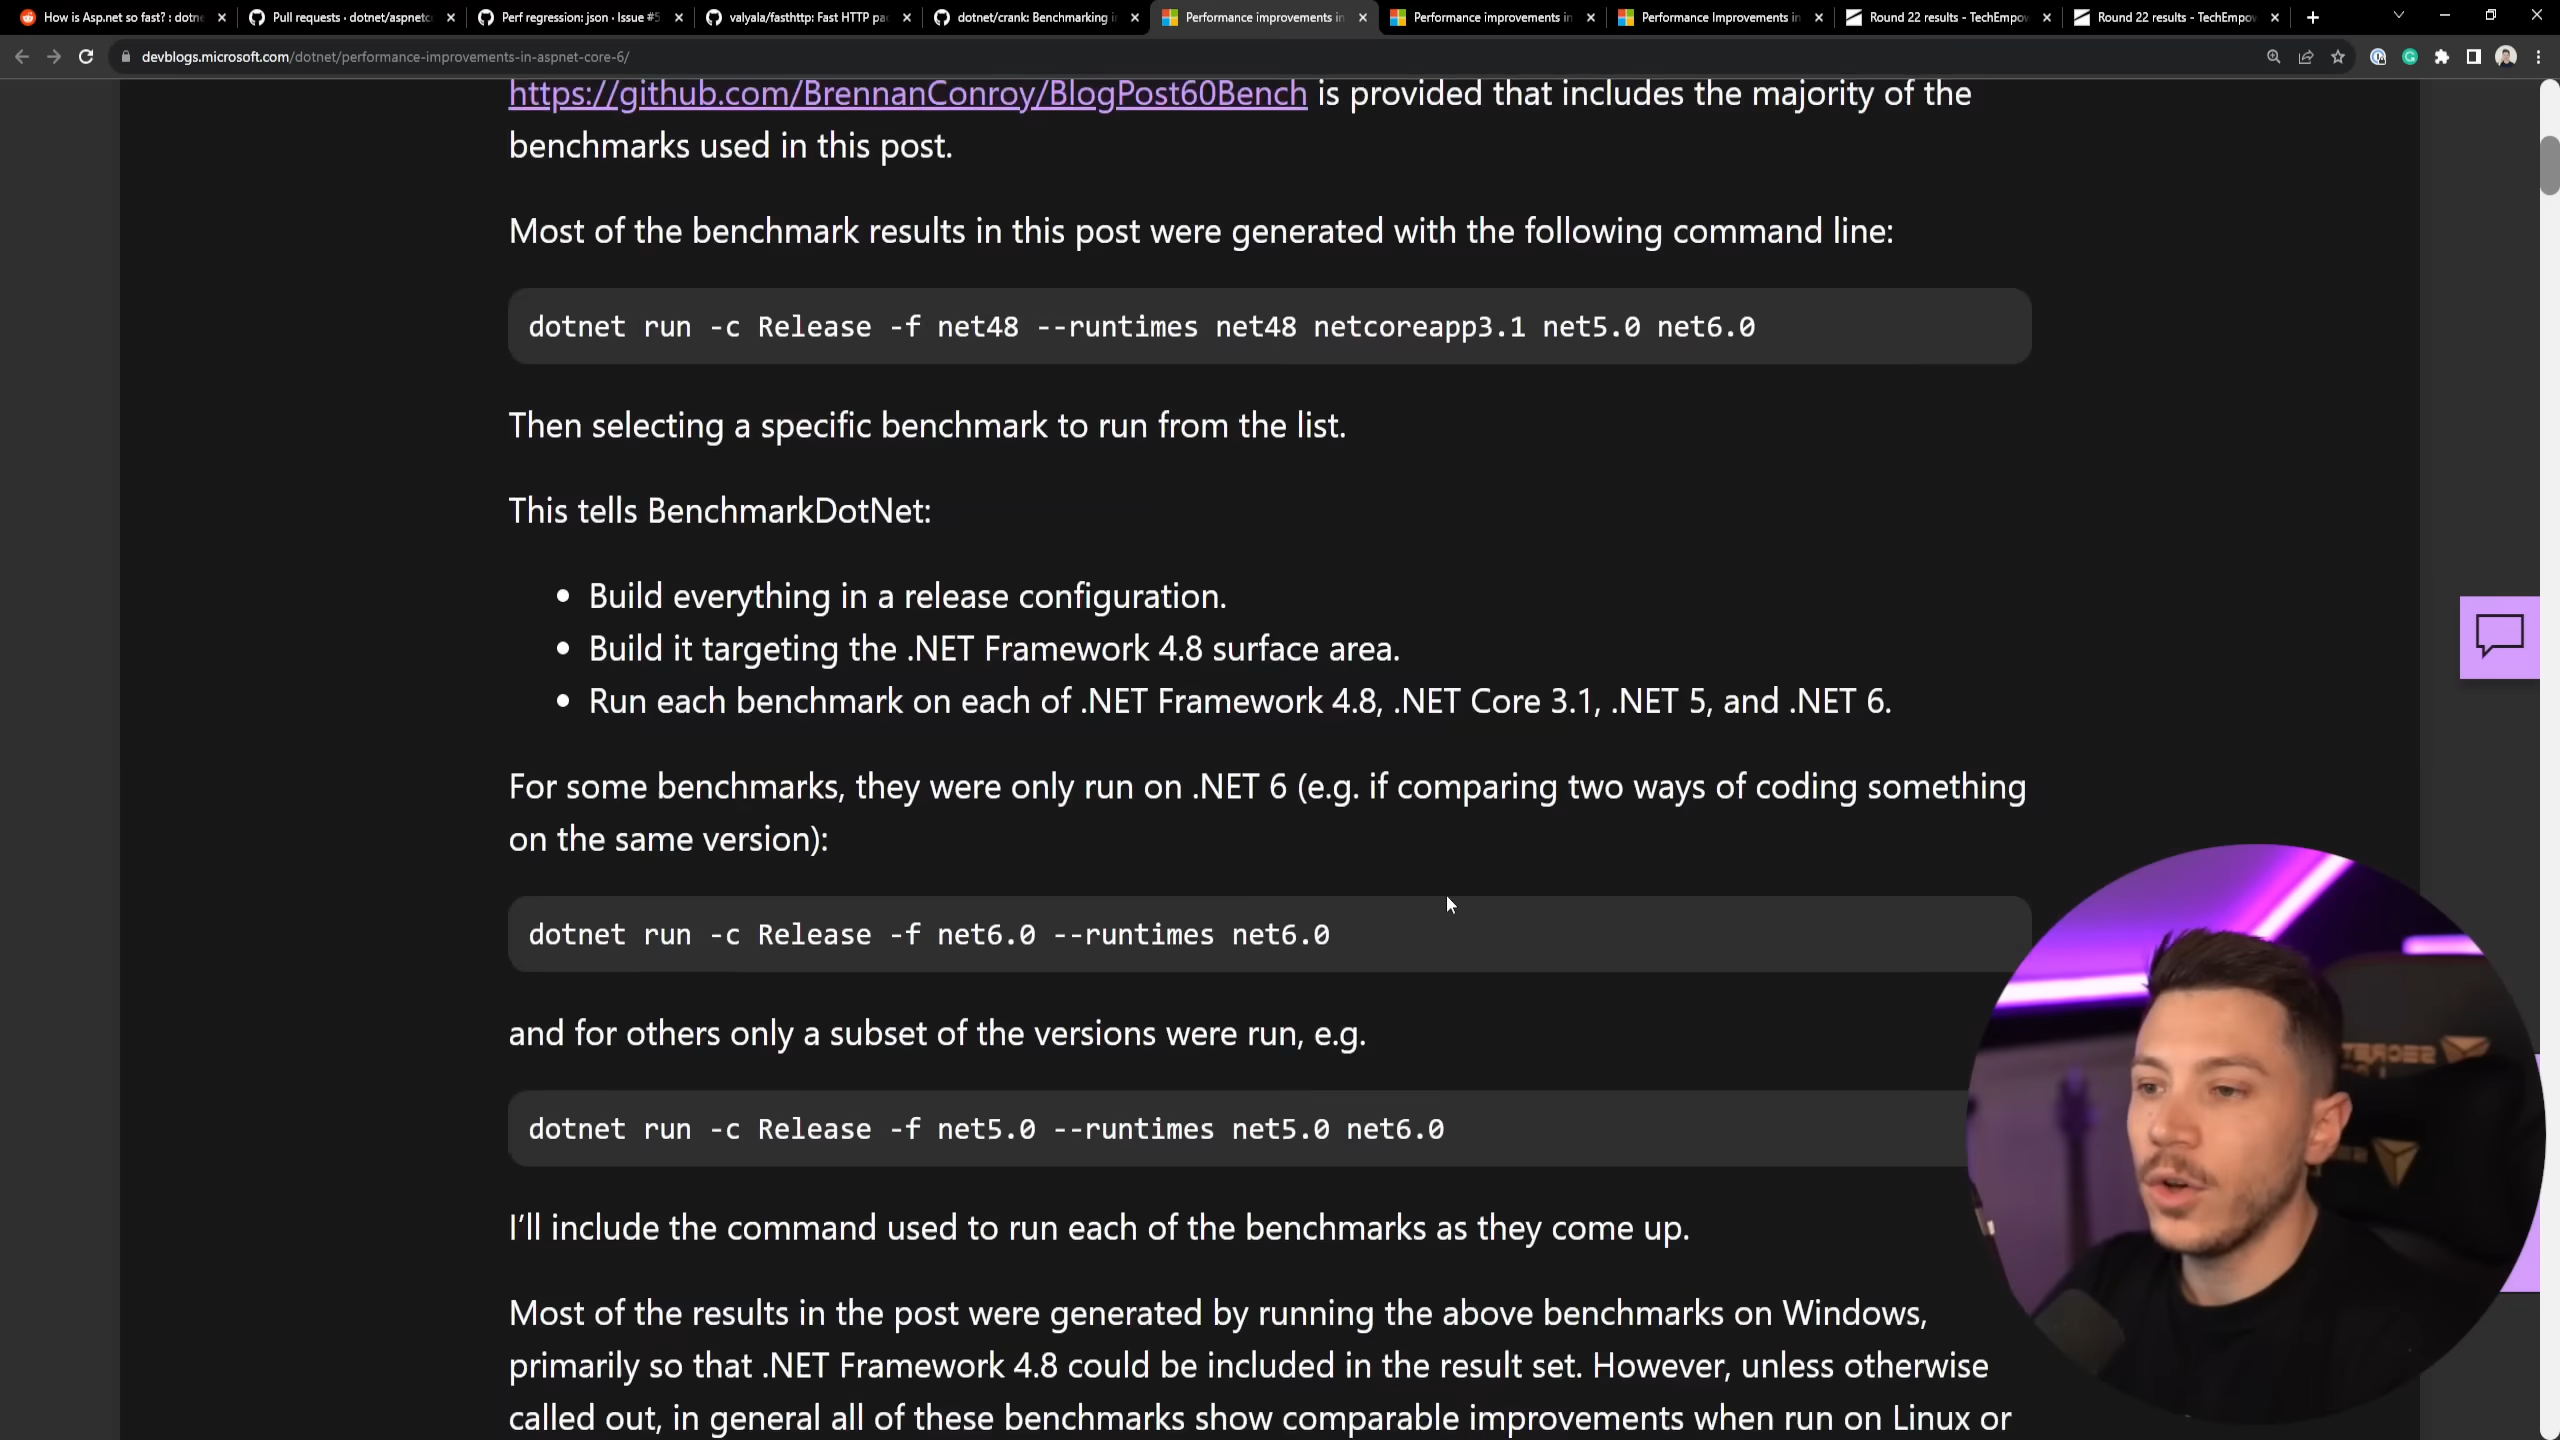 How is Asp.net so fast? : dotne
Pull requests · dotnet/aspnetc
Perf regression: json · Issue #5
valyala/fasthttp: Fast HTTP pac
dotnet/crank: Benchmarking i
Performance improvements in
Performance improvements in
Performance Improvements in
Round 22 results - TechEmpow
Round 22 results - TechEmpow
devblogs.microsoft.com/dotnet/performance-improvements-in-aspnet-core-6/
https://github.com/BrennanConroy/BlogPost60Bench is provided that includes the majority of the
benchmarks used in this post.
Most of the benchmark results in this post were generated with the following command line:
dotnet run -c Release -f net48 --runtimes net48 netcoreapp3.1 net5.0 net6.0
Then selecting a specific benchmark to run from the list.
This tells BenchmarkDotNet:
• Build everything in a release configuration.
• Build it targeting the .NET Framework 4.8 surface area.
• Run each benchmark on each of .NET Framework 4.8, .NET Core 3.1, .NET 5, and .NET 6.
For some benchmarks, they were only run on .NET 6 (e.g. if comparing two ways of coding something
on the same version):
dotnet run -c Release -f net6.0 --runtimes net6.0
and for others only a subset of the versions were run, e.g.
dotnet run -c Release -f net5.0 --runtimes net5.0 net6.0
I’ll include the command used to run each of the benchmarks as they come up.
Most of the results in the post were generated by running the above benchmarks on Windows,
primarily so that .NET Framework 4.8 could be included in the result set. However, unless otherwise
called out, in general all of these benchmarks show comparable improvements when run on Linux or